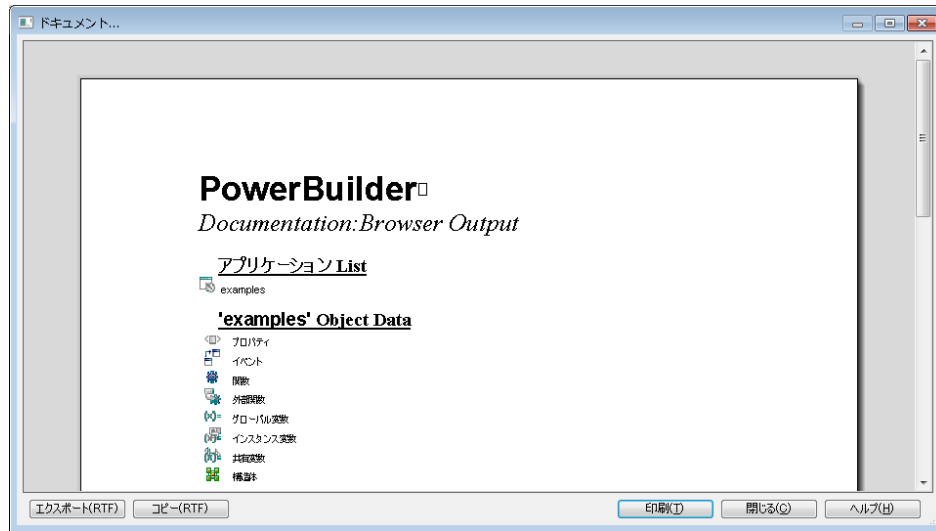 ドキュメント...
PowerBuilder
Documentation:Browser Output
アプリケーション List
examples
'examples' Object Data
プロパティ
イベント
関数
外部関数
グローバル変数
インスタンス変数
共有変数
構造体
エクスポート(RTF) コピー(RTF) 印刷(T) 閉じる(C) ヘルプ(H)